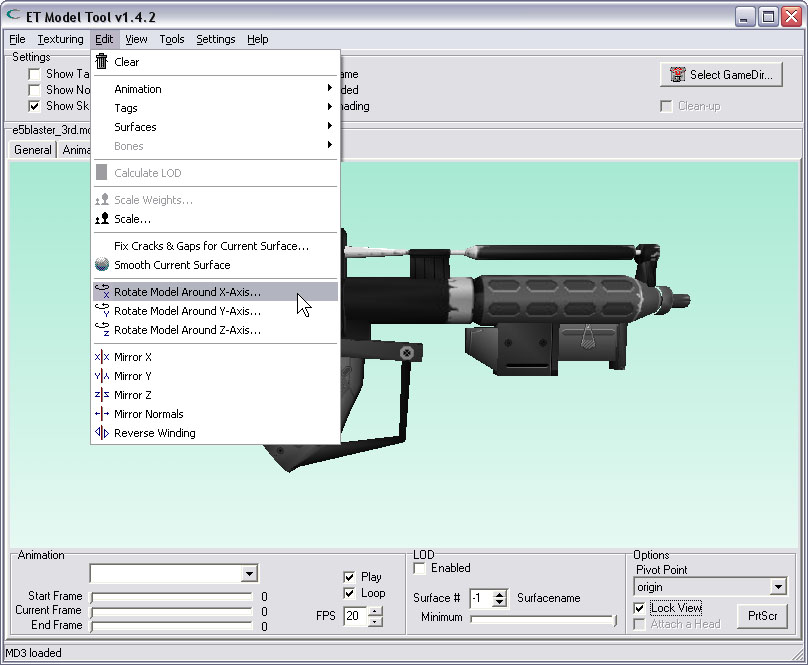 ET Model Tool v1.4.2
File Texturing Edit View Tools Settings Help
Settings
Show Ta
Show No
Show Sk
ame
ded
hading
Select GameDir...
Clean-up
e5blaster_3rd.md
General Anima
Clear
Animation
Tags
Surfaces
Bones
Calculate LOD
Scale Weights...
Scale...
Fix Cracks & Gaps for Current Surface...
Smooth Current Surface
X Rotate Model Around X-Axis...
Y Rotate Model Around Y-Axis...
Z Rotate Model Around Z-Axis...
X X Mirror X
Y Y Mirror Y
Z Z Mirror Z
Mirror Normals
Reverse Winding
Animation
Start Frame 0
Current Frame 0
End Frame 0
Play
Loop
FPS 20
LOD
Enabled
Surface # -1 Surfacename
Minimum
Options
Pivot Point
origin
Lock View
Attach a Head
PrtScr
MD3 loaded